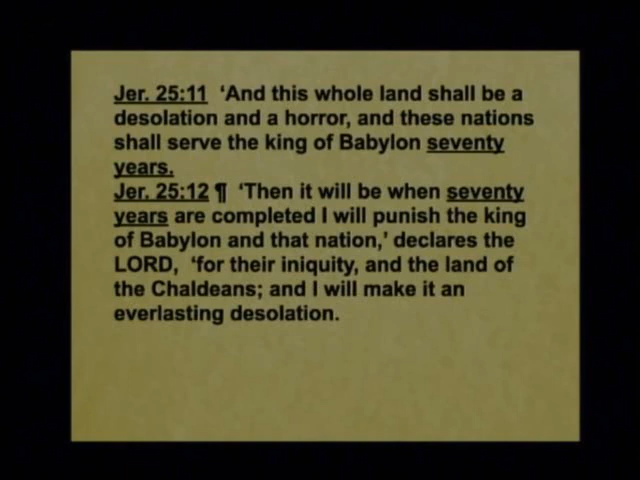 Jer. 25:11  ‘And this whole land shall be a
desolation and a horror, and these nations
shall serve the king of Babylon seventy
years.
Jer. 25:12 ¶  ‘Then it will be when seventy
years are completed I will punish the king
of Babylon and that nation,’ declares the
LORD,  ‘for their iniquity, and the land of
the Chaldeans; and I will make it an
everlasting desolation.